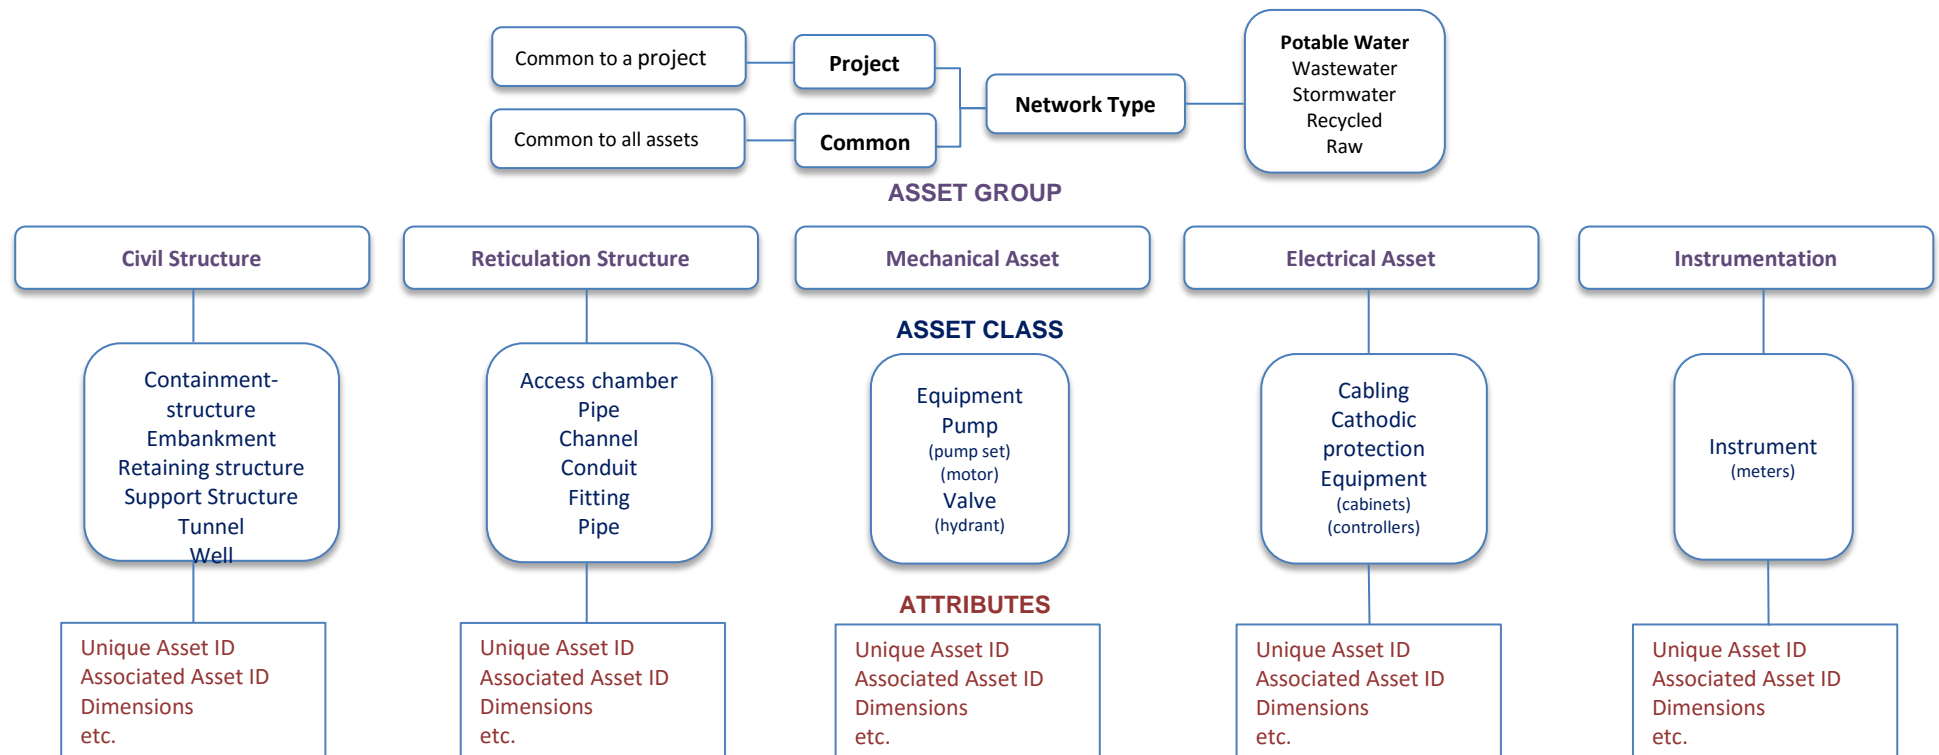 Common to a project
Project
Common to all assets
Common
Network Type
Potable Water
Wastewater
Stormwater
Recycled
Raw
ASSET GROUP
Civil Structure
Reticulation Structure
Mechanical Asset
Electrical Asset
Instrumentation
ASSET CLASS
Containment-
structure
Embankment
Retaining structure
Support Structure
Tunnel
Well
Access chamber
Pipe
Channel
Conduit
Fitting
Pipe
Equipment
Pump
(pump set)
(motor)
Valve
(hydrant)
Cabling
Cathodic
protection
Equipment
(cabinets)
(controllers)
Instrument
(meters)
ATTRIBUTES
Unique Asset ID
Associated Asset ID
Dimensions
etc.
Unique Asset ID
Associated Asset ID
Dimensions
etc.
Unique Asset ID
Associated Asset ID
Dimensions
etc.
Unique Asset ID
Associated Asset ID
Dimensions
etc.
Unique Asset ID
Associated Asset ID
Dimensions
etc.